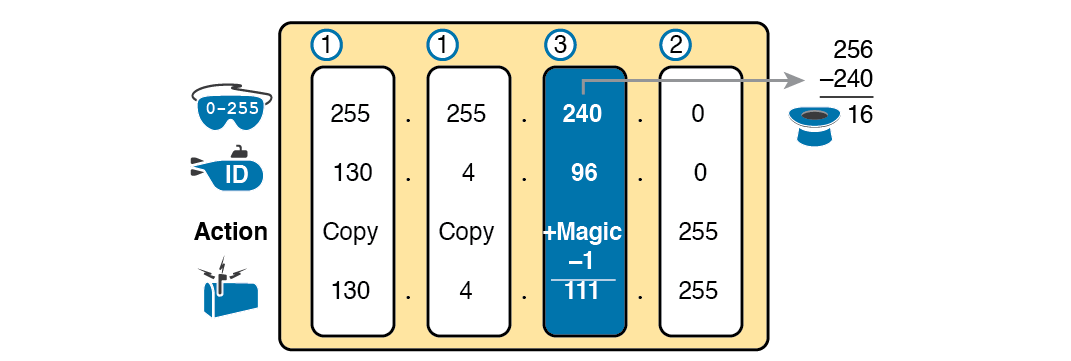 ① ① ③ ②
256
–240
16
0–255 255 . 255 . 240 . 0
ID 130 . 4 . 96 . 0
Action Copy Copy +Magic 255
–1
130 . 4 . 111 . 255